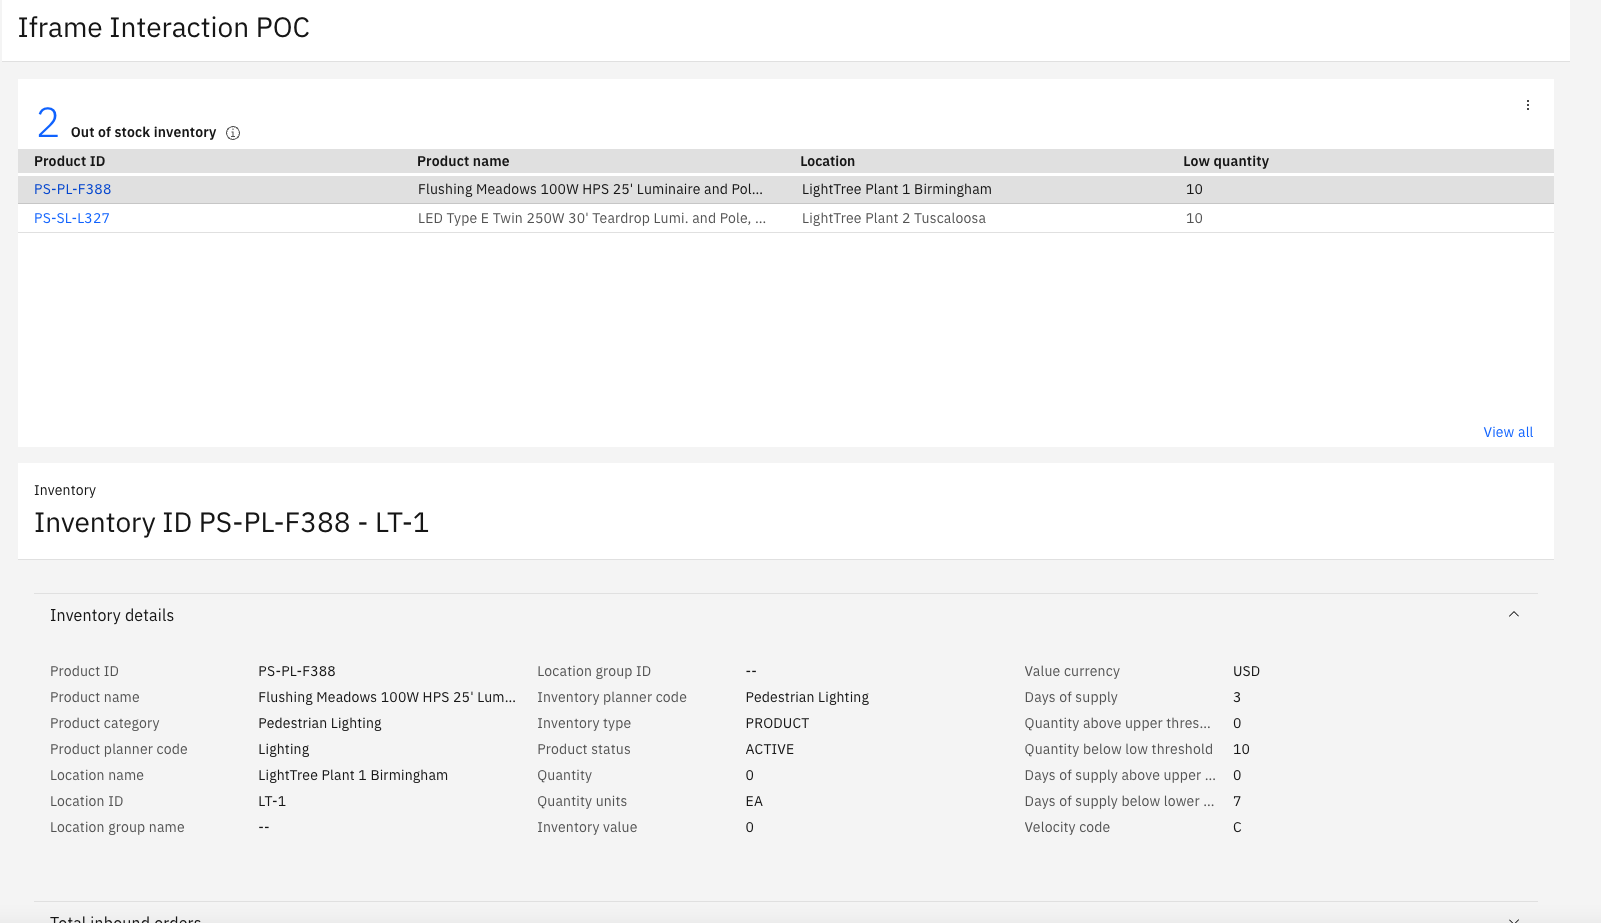 Iframe Interaction POC
2 Out of stock inventory
Product ID Product name Location Low quantity
PS-PL-F388 Flushing Meadows 100W HPS 25' Luminaire and Pol... LightTree Plant 1 Birmingham 10
PS-SL-L327 LED Type E Twin 250W 30' Teardrop Lumi. and Pole, ... LightTree Plant 2 Tuscaloosa 10
View all
Inventory
Inventory ID PS-PL-F388 - LT-1
Inventory details
Product ID PS-PL-F388 Location group ID -- Value currency USD
Product name Flushing Meadows 100W HPS 25' Lum... Inventory planner code Pedestrian Lighting Days of supply 3
Product category Pedestrian Lighting Inventory type PRODUCT Quantity above upper thres... 0
Product planner code Lighting Product status ACTIVE Quantity below low threshold 10
Location name LightTree Plant 1 Birmingham Quantity 0 Days of supply above upper ... 0
Location ID LT-1 Quantity units EA Days of supply below lower ... 7
Location group name -- Inventory value 0 Velocity code C
Total inbound orders